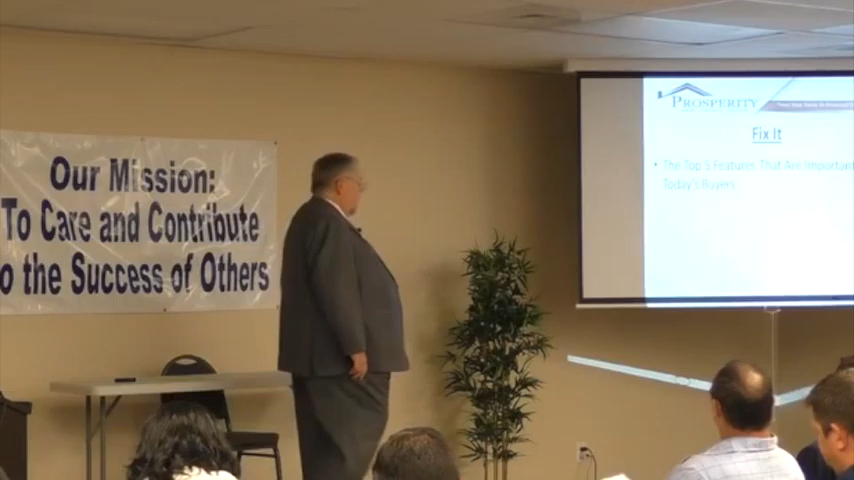 Our Mission:
To Care and Contribute
o the Success of Others
PROSPERITY
Fix It
• The Top 5 Features That Are Important
Today's Buyers